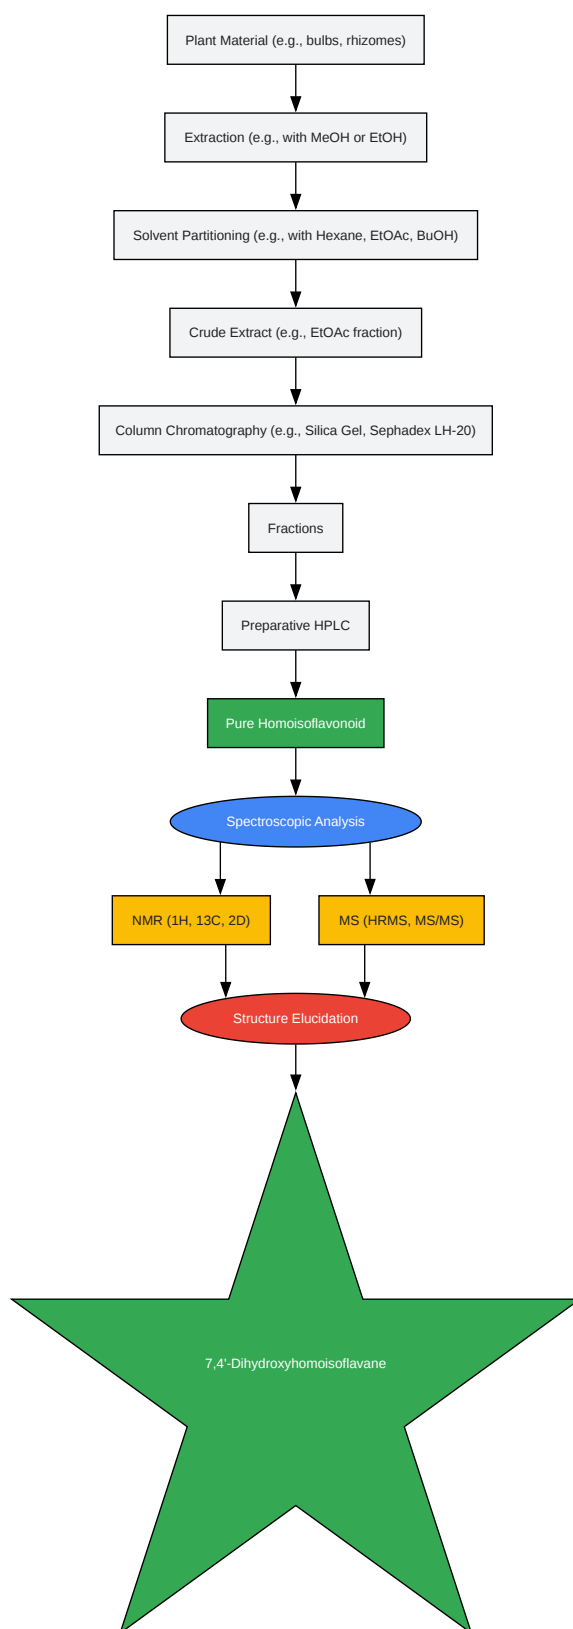 Plant Material (e.g., bulbs, rhizomes)
Extraction (e.g., with MeOH or EtOH)
Solvent Partitioning (e.g., with Hexane, EtOAc, BuOH)
Crude Extract (e.g., EtOAc fraction)
Column Chromatography (e.g., Silica Gel, Sephadex LH-20)
Fractions
Preparative HPLC
Pure Homoisoflavonoid
Spectroscopic Analysis
NMR (1H, 13C, 2D)
MS (HRMS, MS/MS)
Structure Elucidation
7,4'-Dihydroxyhomoisoflavane